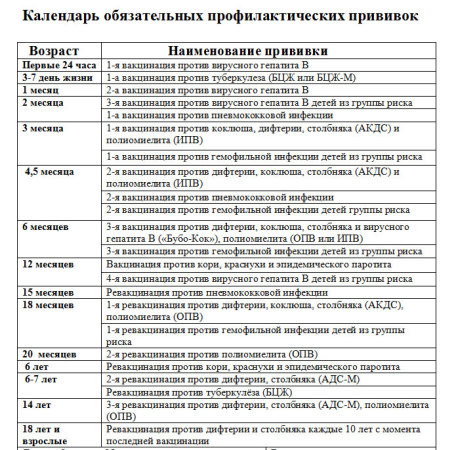 Календарь обязательных профилактических прививок
Возраст Наименование прививки
Первые 24 часа 1-я вакцинация против вирусного гепатита В
3-7 день жизни 1-а вакцинация против туберкулеза (БЦЖ или БЦЖ-М)
1 месяц 2-а вакцинация против вирусного гепатита В
2 месяца 3-я вакцинация против вирусного гепатита В детей из группы риска
1-а вакцинация против пневмококковой инфекции
3 месяца 1-я вакцинация против коклюша, дифтерии, столбняка (АКДС) и
полиомиелита (ИПВ)
1-а вакцинация против гемофильной инфекции детей из группы риска
4,5 месяца 2-я вакцинация против дифтерии, коклюша, столбняка (АКДС) и
полиомиелита (ИПВ)
2-я вакцинация против пневмококковой инфекции
2-я вакцинация против гемофильной инфекции детей группы риска
6 месяцев 3-я вакцинация против дифтерии, коклюша, столбняка и вирусного
гепатита В («Бубо-Кок»), полиомиелита (ОПВ или ИПВ)
3-я вакцинация против гемофильной инфекции детей из группы риска
12 месяцев Вакцинация против кори, краснухи и эпидемического паротита
4-я вакцинация против вирусного гепатита В детей из группы риска
15 месяцев Ревакцинация против пневмококковой инфекции
18 месяцев 1-я ревакцинация против дифтерии, коклюша, столбняка (АКДС),
полиомиелита (ОПВ)
1-я ревакцинация против гемофильной инфекции детей из группы
риска
20 месяцев 2-я ревакцинация против полиомиелита (ОПВ)
6 лет Ревакцинация против кори, краснухи и эпидемического паротита
6-7 лет 2-я ревакцинация против дифтерии, столбняка (АДС-М)
Ревакцинация против туберкулёза (БЦЖ)
14 лет 3-я ревакцинация против дифтерии, столбняка (АДС-М), полиомиелита
(ОПВ)
18 лет и Ревакцинация против дифтерии и столбняка каждые 10 лет с момента
взрослые последней вакцинации